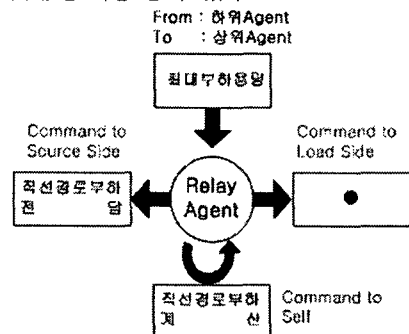 From : 하위Agent
To : 상위Agent
최대부하용량
Command to
Source Side
Command to
Load Side
직선경로부하
전 담
Relay
Agent
직선경로부하
계 산
Command to
Self